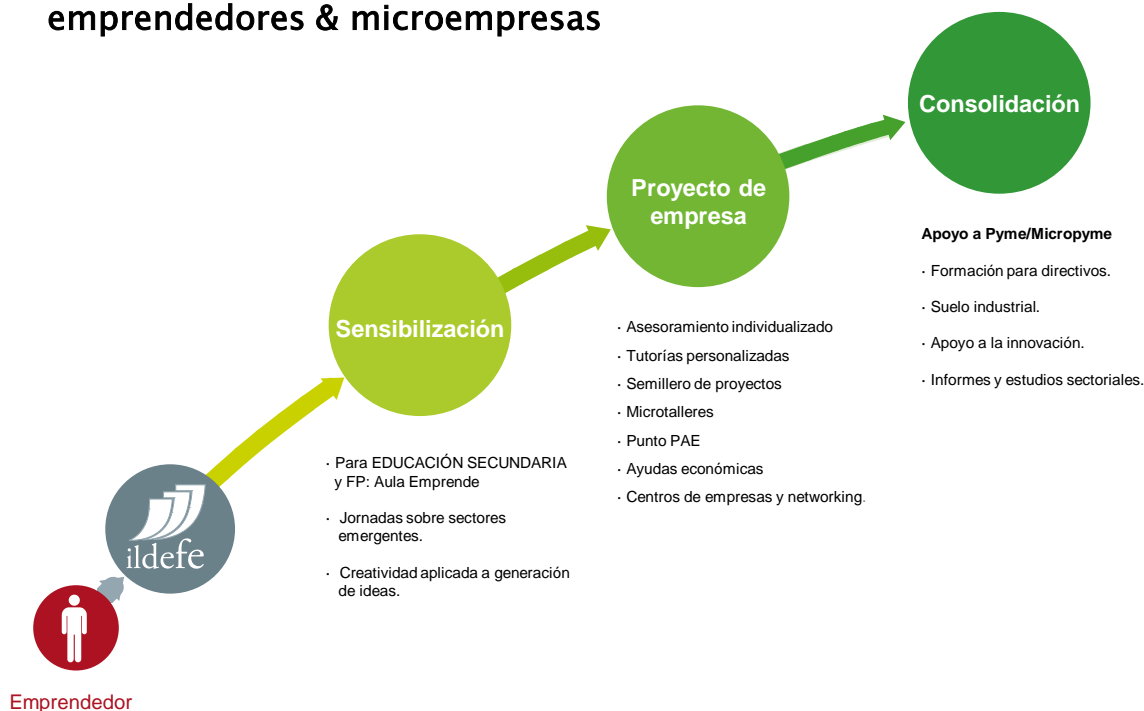 emprendedores & microempresas
Consolidación
Proyecto de
empresa
Apoyo a Pyme/Micropyme
· Formación para directivos.
· Suelo industrial.
· Apoyo a la innovación.
· Informes y estudios sectoriales.
Sensibilización
· Asesoramiento individualizado
· Tutorías personalizadas
· Semillero de proyectos
· Microtalleres
· Punto PAE
· Ayudas económicas
· Centros de empresas y networking.
· Para EDUCACIÓN SECUNDARIA
y FP: Aula Emprende
· Jornadas sobre sectores
emergentes.
· Creatividad aplicada a generación
de ideas.
ildefe
Emprendedor